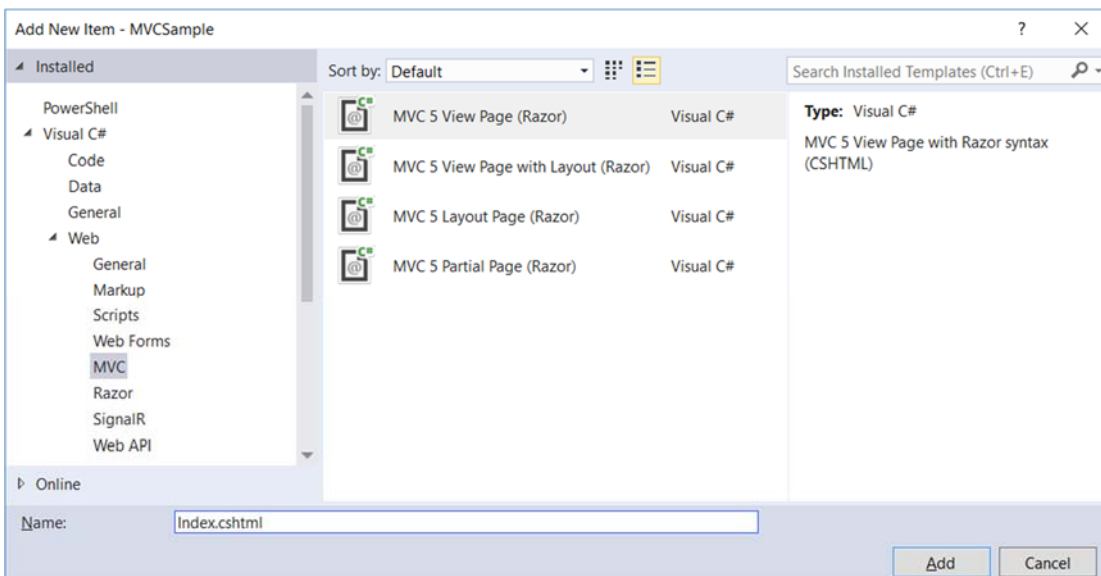 Add New Item - MVCSample
?
Installed
Sort by: Default
Search Installed Templates (Ctrl+E)
PowerShell
Visual C#
Code
Data
General
Web
General
Markup
Scripts
Web Forms
MVC
Razor
SignalR
Web API
Online
C#
@
MVC 5 View Page (Razor) Visual C#
C#
@
MVC 5 View Page with Layout (Razor) Visual C#
C#
@
MVC 5 Layout Page (Razor) Visual C#
C#
@
MVC 5 Partial Page (Razor) Visual C#
Type: Visual C#
MVC 5 View Page with Razor syntax
(CSHTML)
Name: Index.cshtml
Add Cancel